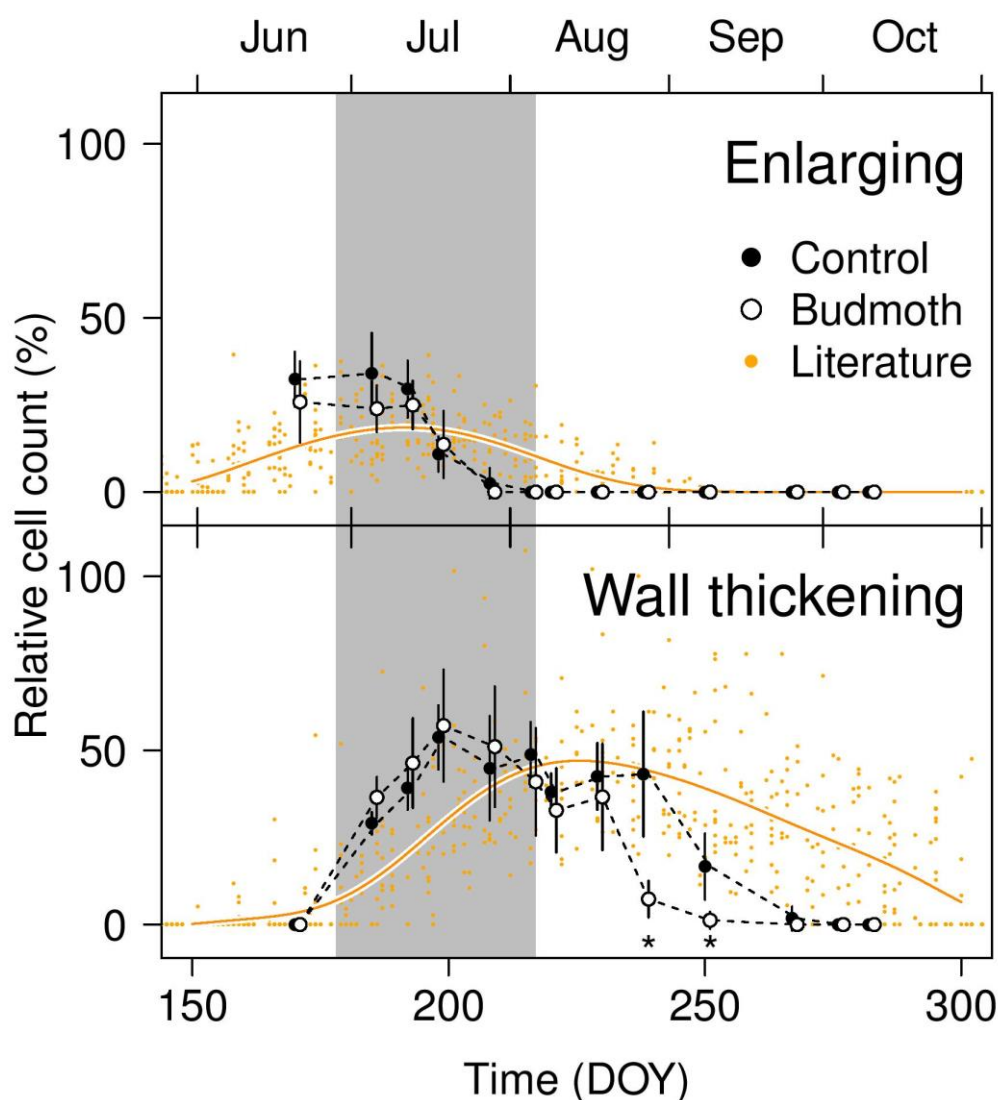 Jun Jul Aug Sep Oct
Enlarging
Control
Budmoth
Literature
100
50
0
Relative cell count (%)
Wall thickening
100
50
0
* *
150 200 250 300
Time (DOY)